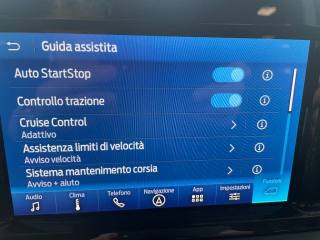 Guida assistita
Auto StartStop
Controllo trazione
Cruise Control
Adattivo
Assistenza limiti di velocità
Avviso velocità
Sistema mantenimento corsia
Avviso + aiuto
Audio Clima Telefono Navigazione App Impostazioni Funzioni